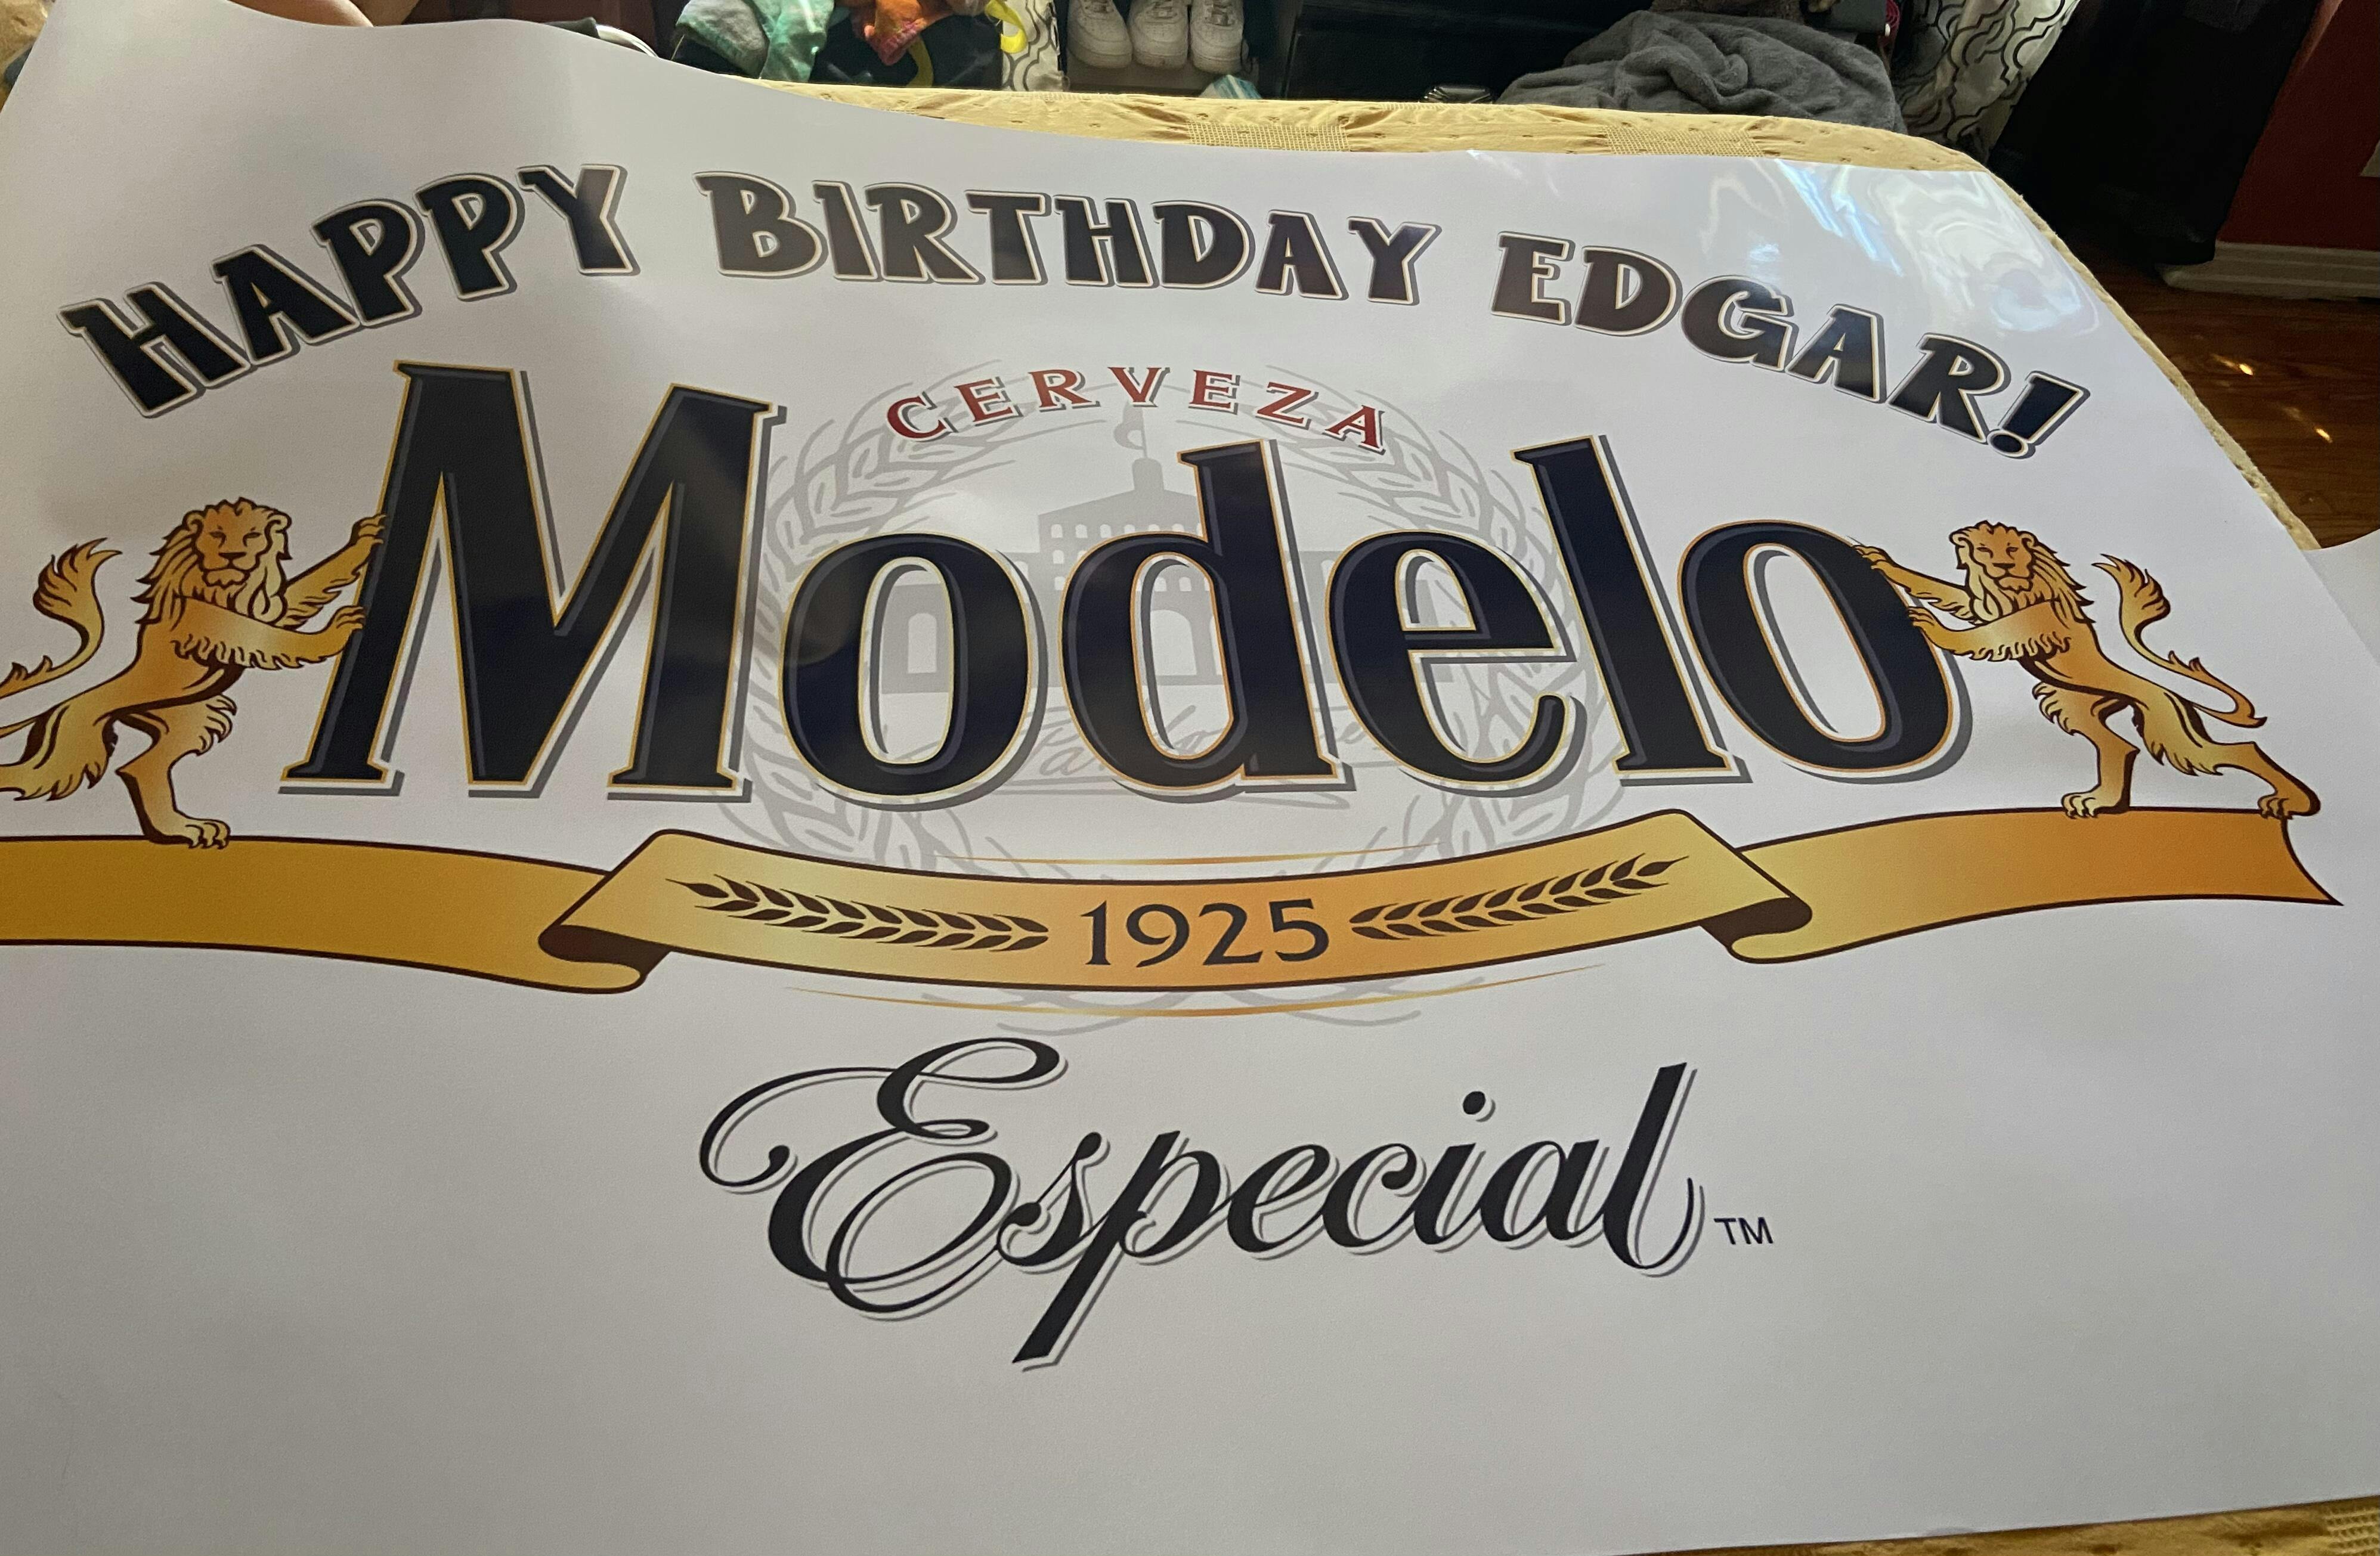 HAPPY BIRTHDAY EDGAR!
CERVEZA
Modelo
1925
Especial TM